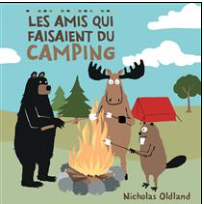 LES AMIS QUI
FAISAIENT DU
CAMPING
Nicholas Oldland